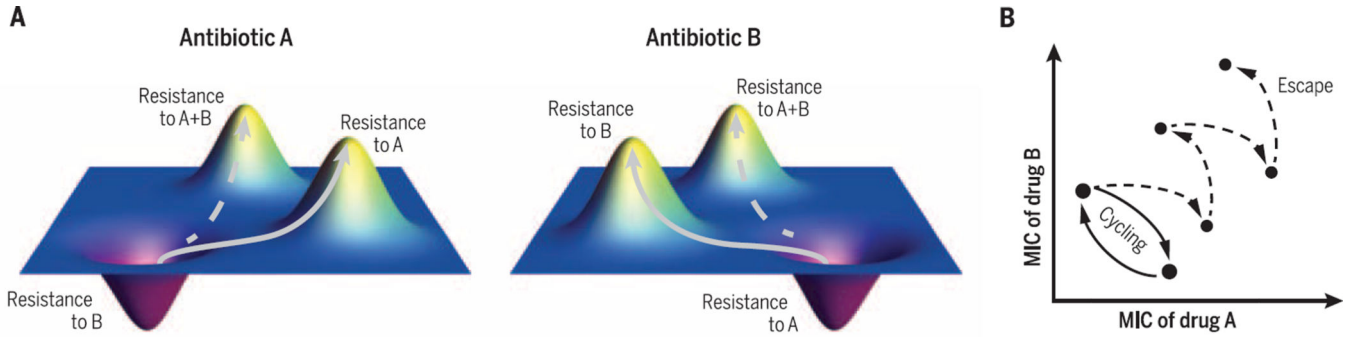 A
Antibiotic A
Resistance
to A+B
Resistance
to A
Resistance
to B
Antibiotic B
Resistance
to B
Resistance
to A+B
Resistance
to A
B
MIC of drug B
Escape
Cycling
MIC of drug A